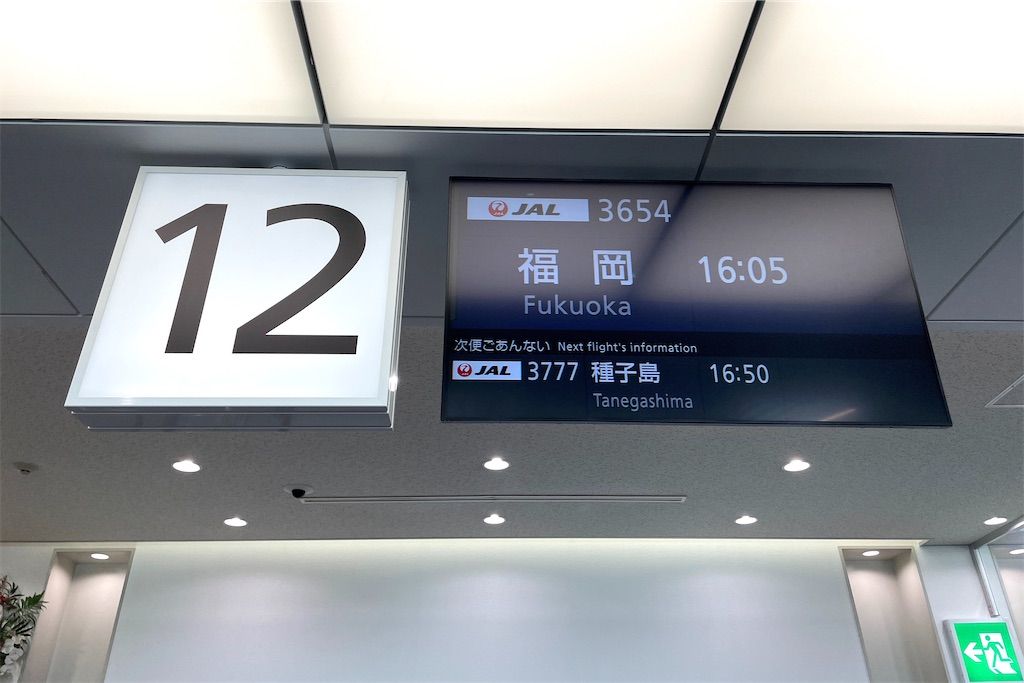 12
JAL 3654
福岡 16:05
Fukuoka
次便ごあんない Next flight's information
JAL 3777 種子島 16:50
Tanegashima